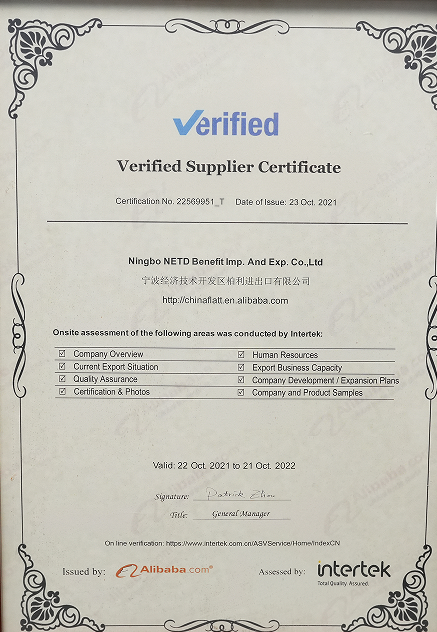 Verified
Verified Supplier Certificate
Certification No. 22569951_T Date of Issue: 23 Oct. 2021
Ningbo NETD Benefit Imp. And Exp. Co.,Ltd
宁波经济技术开发区柏利进出口有限公司
http://chinaflatt.en.alibaba.com
Onsite assessment of the following areas was conducted by Intertek:
☑ Company Overview ☑ Human Resources
☑ Current Export Situation ☑ Export Business Capacity
☑ Quality Assurance ☑ Company Development / Expansion Plans
☑ Certification & Photos ☑ Company and Product Samples
Valid: 22 Oct. 2021 to 21 Oct. 2022
Signature: Patrick Zhou
Title: General Manager
On line verification: https://www.intertek.com.cn/ASVService/Home/IndexCN
Issued by: Alibaba.com® Assessed by: intertek
Total Quality. Assured.